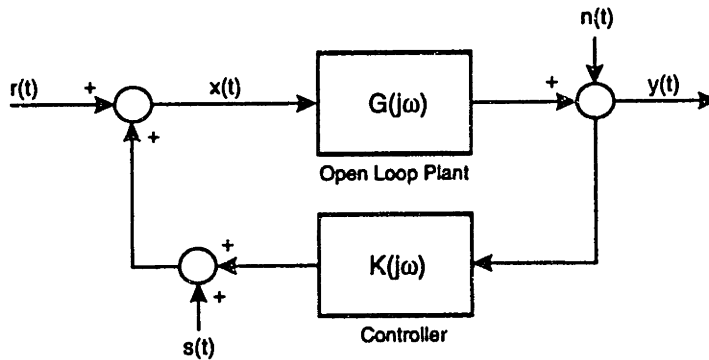 n(t)
r(t)
+
x(t)
G(jω)
+
y(t)
+
Open Loop Plant
K(jω)
+
+
s(t)
Controller